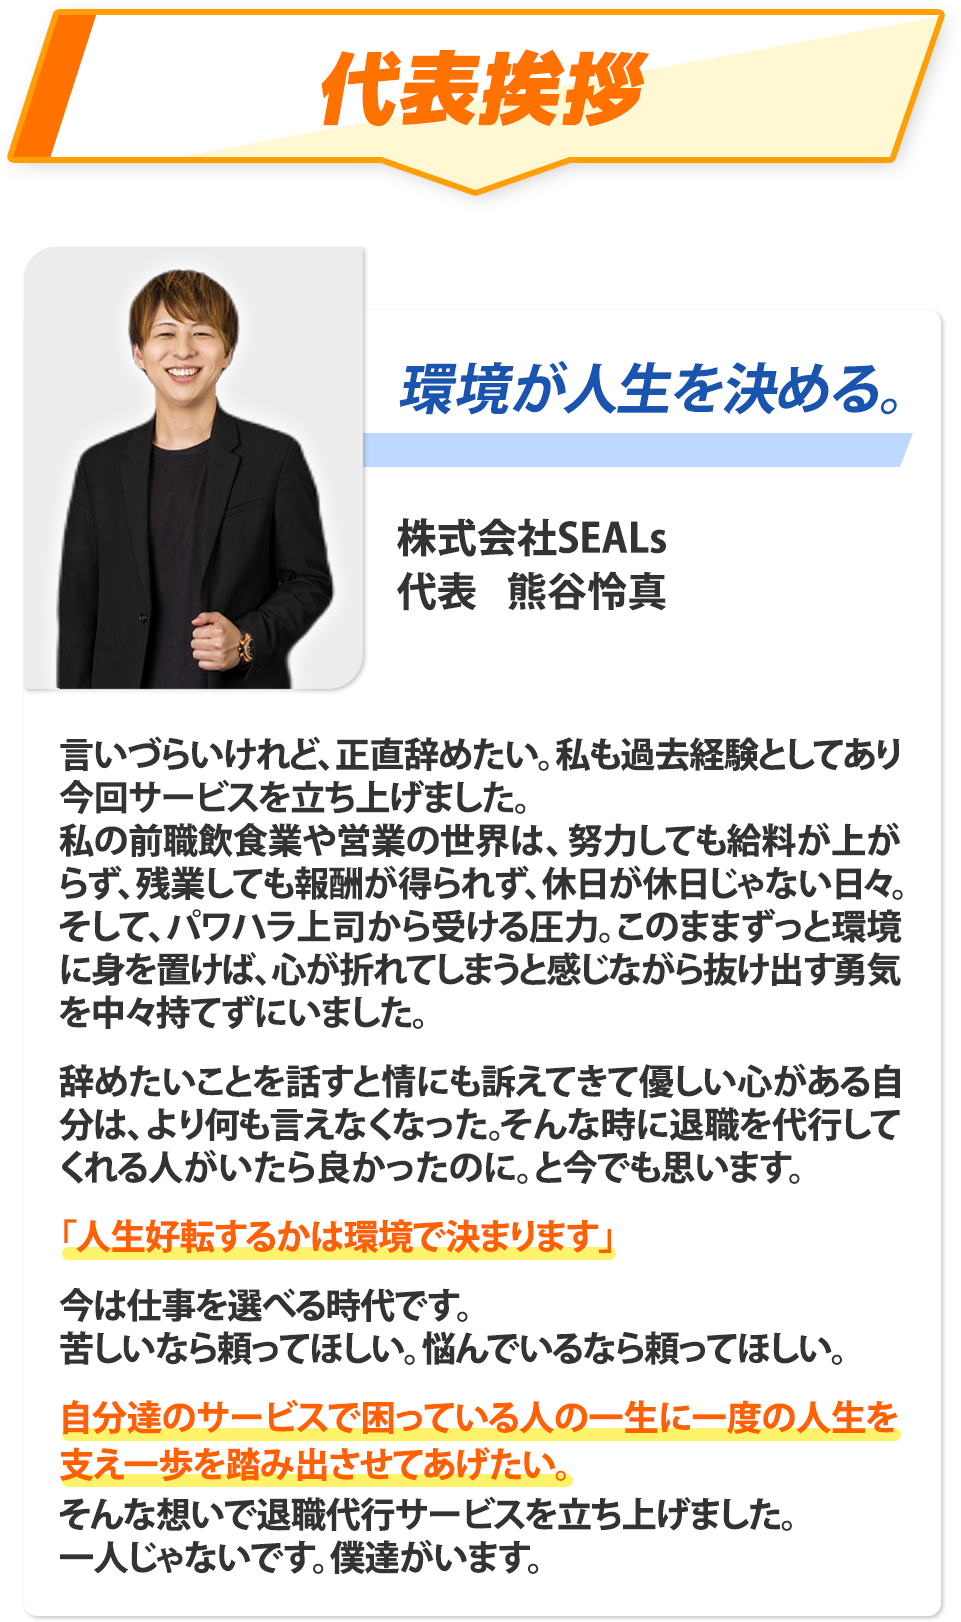 代表挨拶
環境が人生を決める。
株式会社SEALs
代表 熊谷怜真
言いづらいけれど、正直辞めたい。私も過去経験としてあり
今回サービスを立ち上げました。
私の前職飲食業や営業の世界は、努力しても給料が上が
らず、残業しても報酬が得られず、休日が休日じゃない日々。
そして、パワハラ上司から受ける圧力。このままずっと環境
に身を置けば、心が折れてしまうと感じながら抜け出す勇気
を中々持てずにいました。
辞めたいことを話すと情にも訴えてきて優しい心がある自
分は、より何も言えなくなった。そんな時に退職を代行して
くれる人がいたら良かったのに。と今でも思います。
「人生好転するかは環境で決まります」
今は仕事を選べる時代です。
苦しいなら頼ってほしい。悩んでいるなら頼ってほしい。
自分達のサービスで困っている人の一生に一度の人生を
支え一歩を踏み出させてあげたい。
そんな想いで退職代行サービスを立ち上げました。
一人じゃないです。僕達がいます。